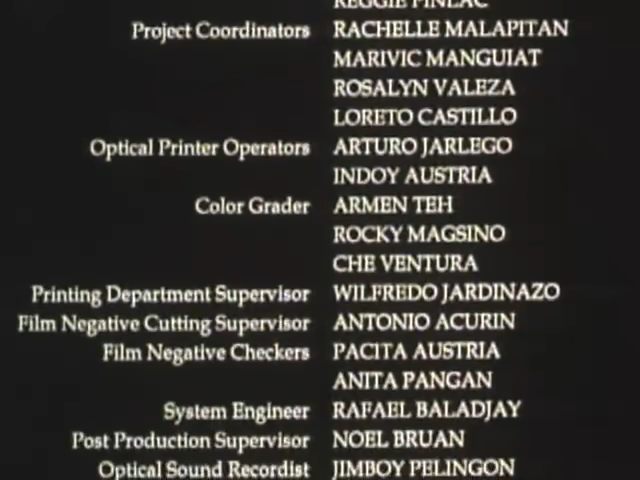 REGGIE PINLAC
Project Coordinators RACHELLE MALAPITAN
MARIVIC MANGUIAT
ROSALYN VALEZA
LORETO CASTILLO
Optical Printer Operators ARTURO JARLEGO
INDOY AUSTRIA
Color Grader ARMEN TEH
ROCKY MAGSINO
CHE VENTURA
Printing Department Supervisor WILFREDO JARDINAZO
Film Negative Cutting Supervisor ANTONIO ACURIN
Film Negative Checkers PACITA AUSTRIA
ANITA PANGAN
System Engineer RAFAEL BALADJAY
Post Production Supervisor NOEL BRUAN
Optical Sound Recordist JIMBOY PELINGON